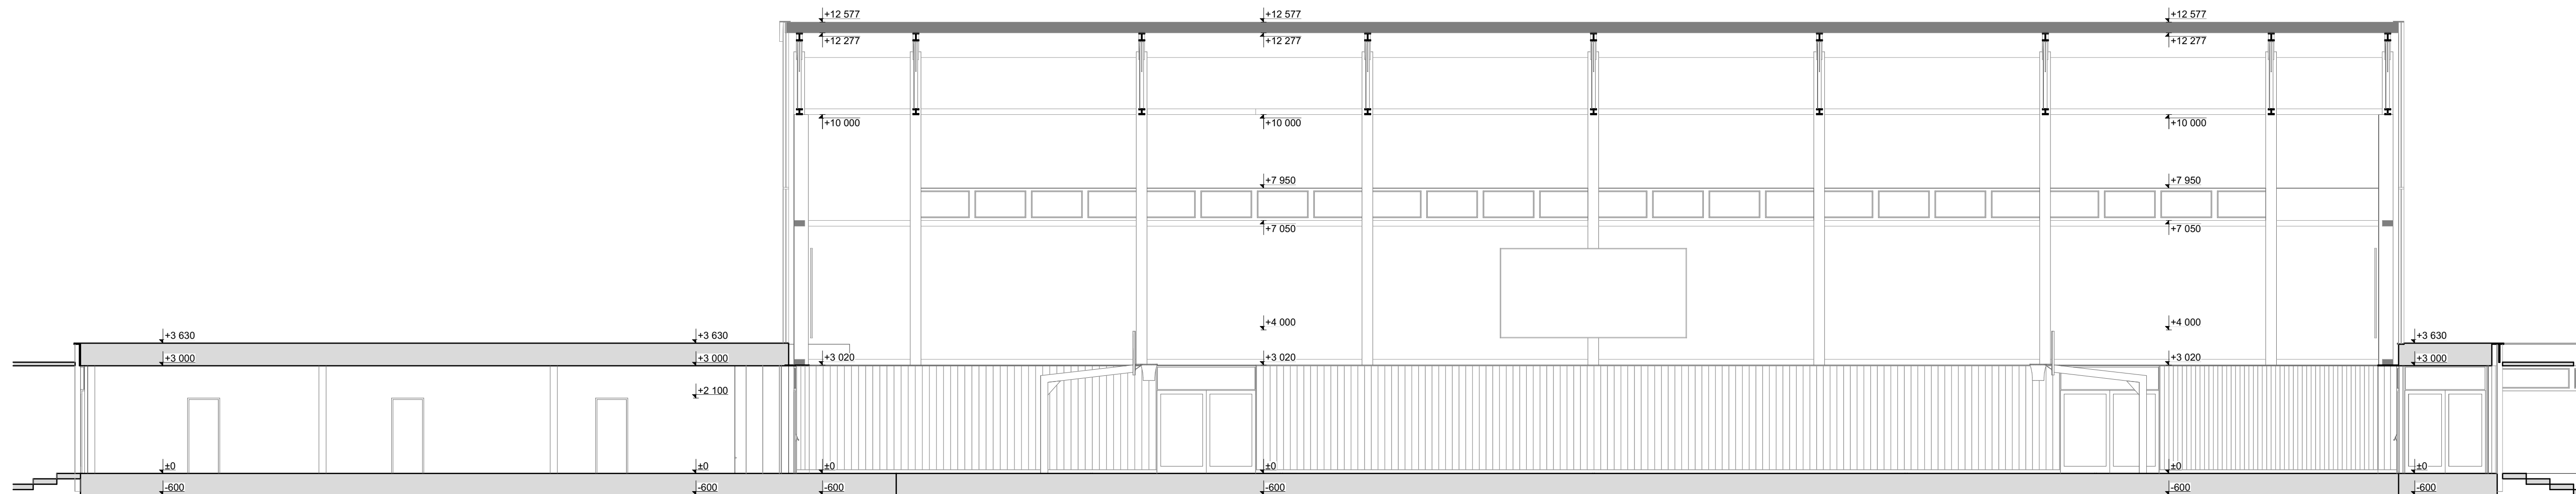 +12 577 +12 577 +12 577
+12 277 +12 277 +12 277
+10 000 +10 000 +10 000
+7 950 +7 950
+7 050 +7 050
+4 000 +4 000
+3 630 +3 630 +3 630
+3 000 +3 000 +3 020 +3 020 +3 020 +3 000
+2 100
±0 ±0 ±0 ±0 ±0 ±0
-600 -600 -600 -600 -600 -600